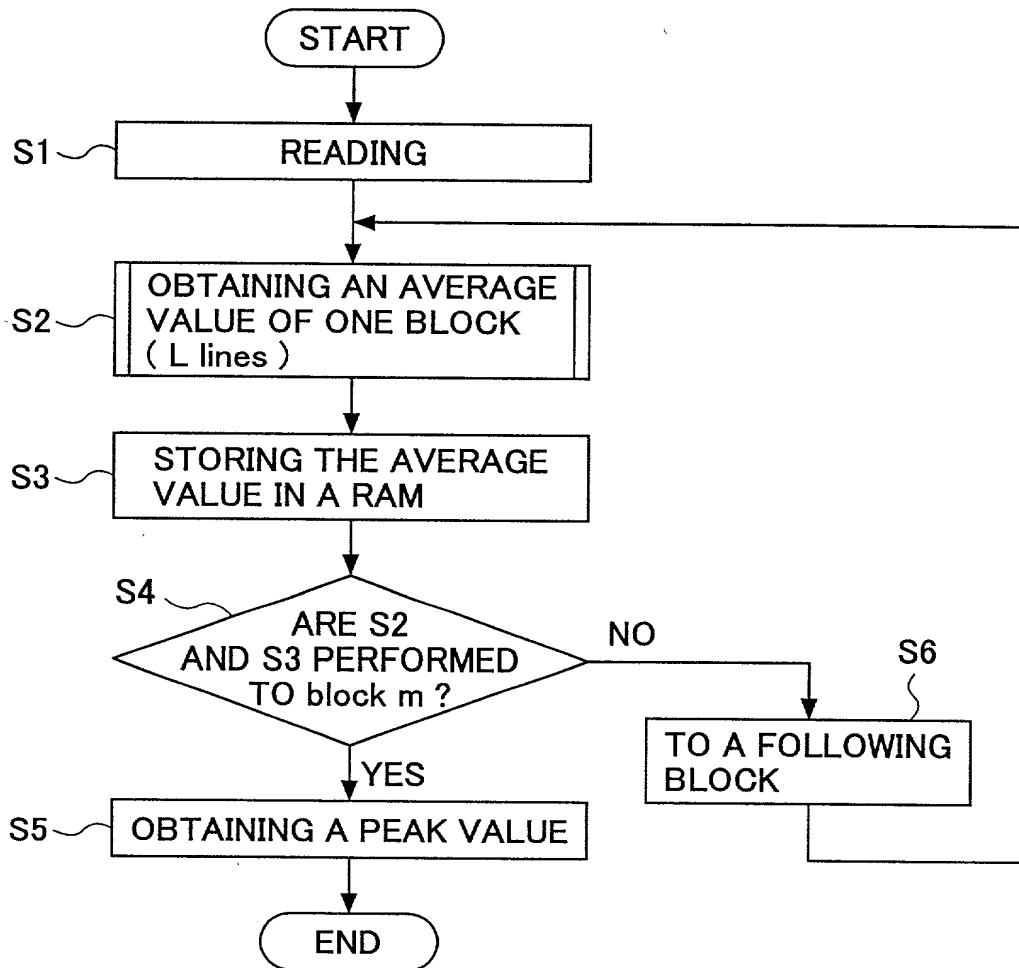 START
S1
READING
S2
OBTAINING AN AVERAGE
VALUE OF ONE BLOCK
( L lines )
S3
STORING THE AVERAGE
VALUE IN A RAM
S4
ARE S2
AND S3 PERFORMED
TO block m ?
NO
S6
TO A FOLLOWING
BLOCK
YES
S5
OBTAINING A PEAK VALUE
END